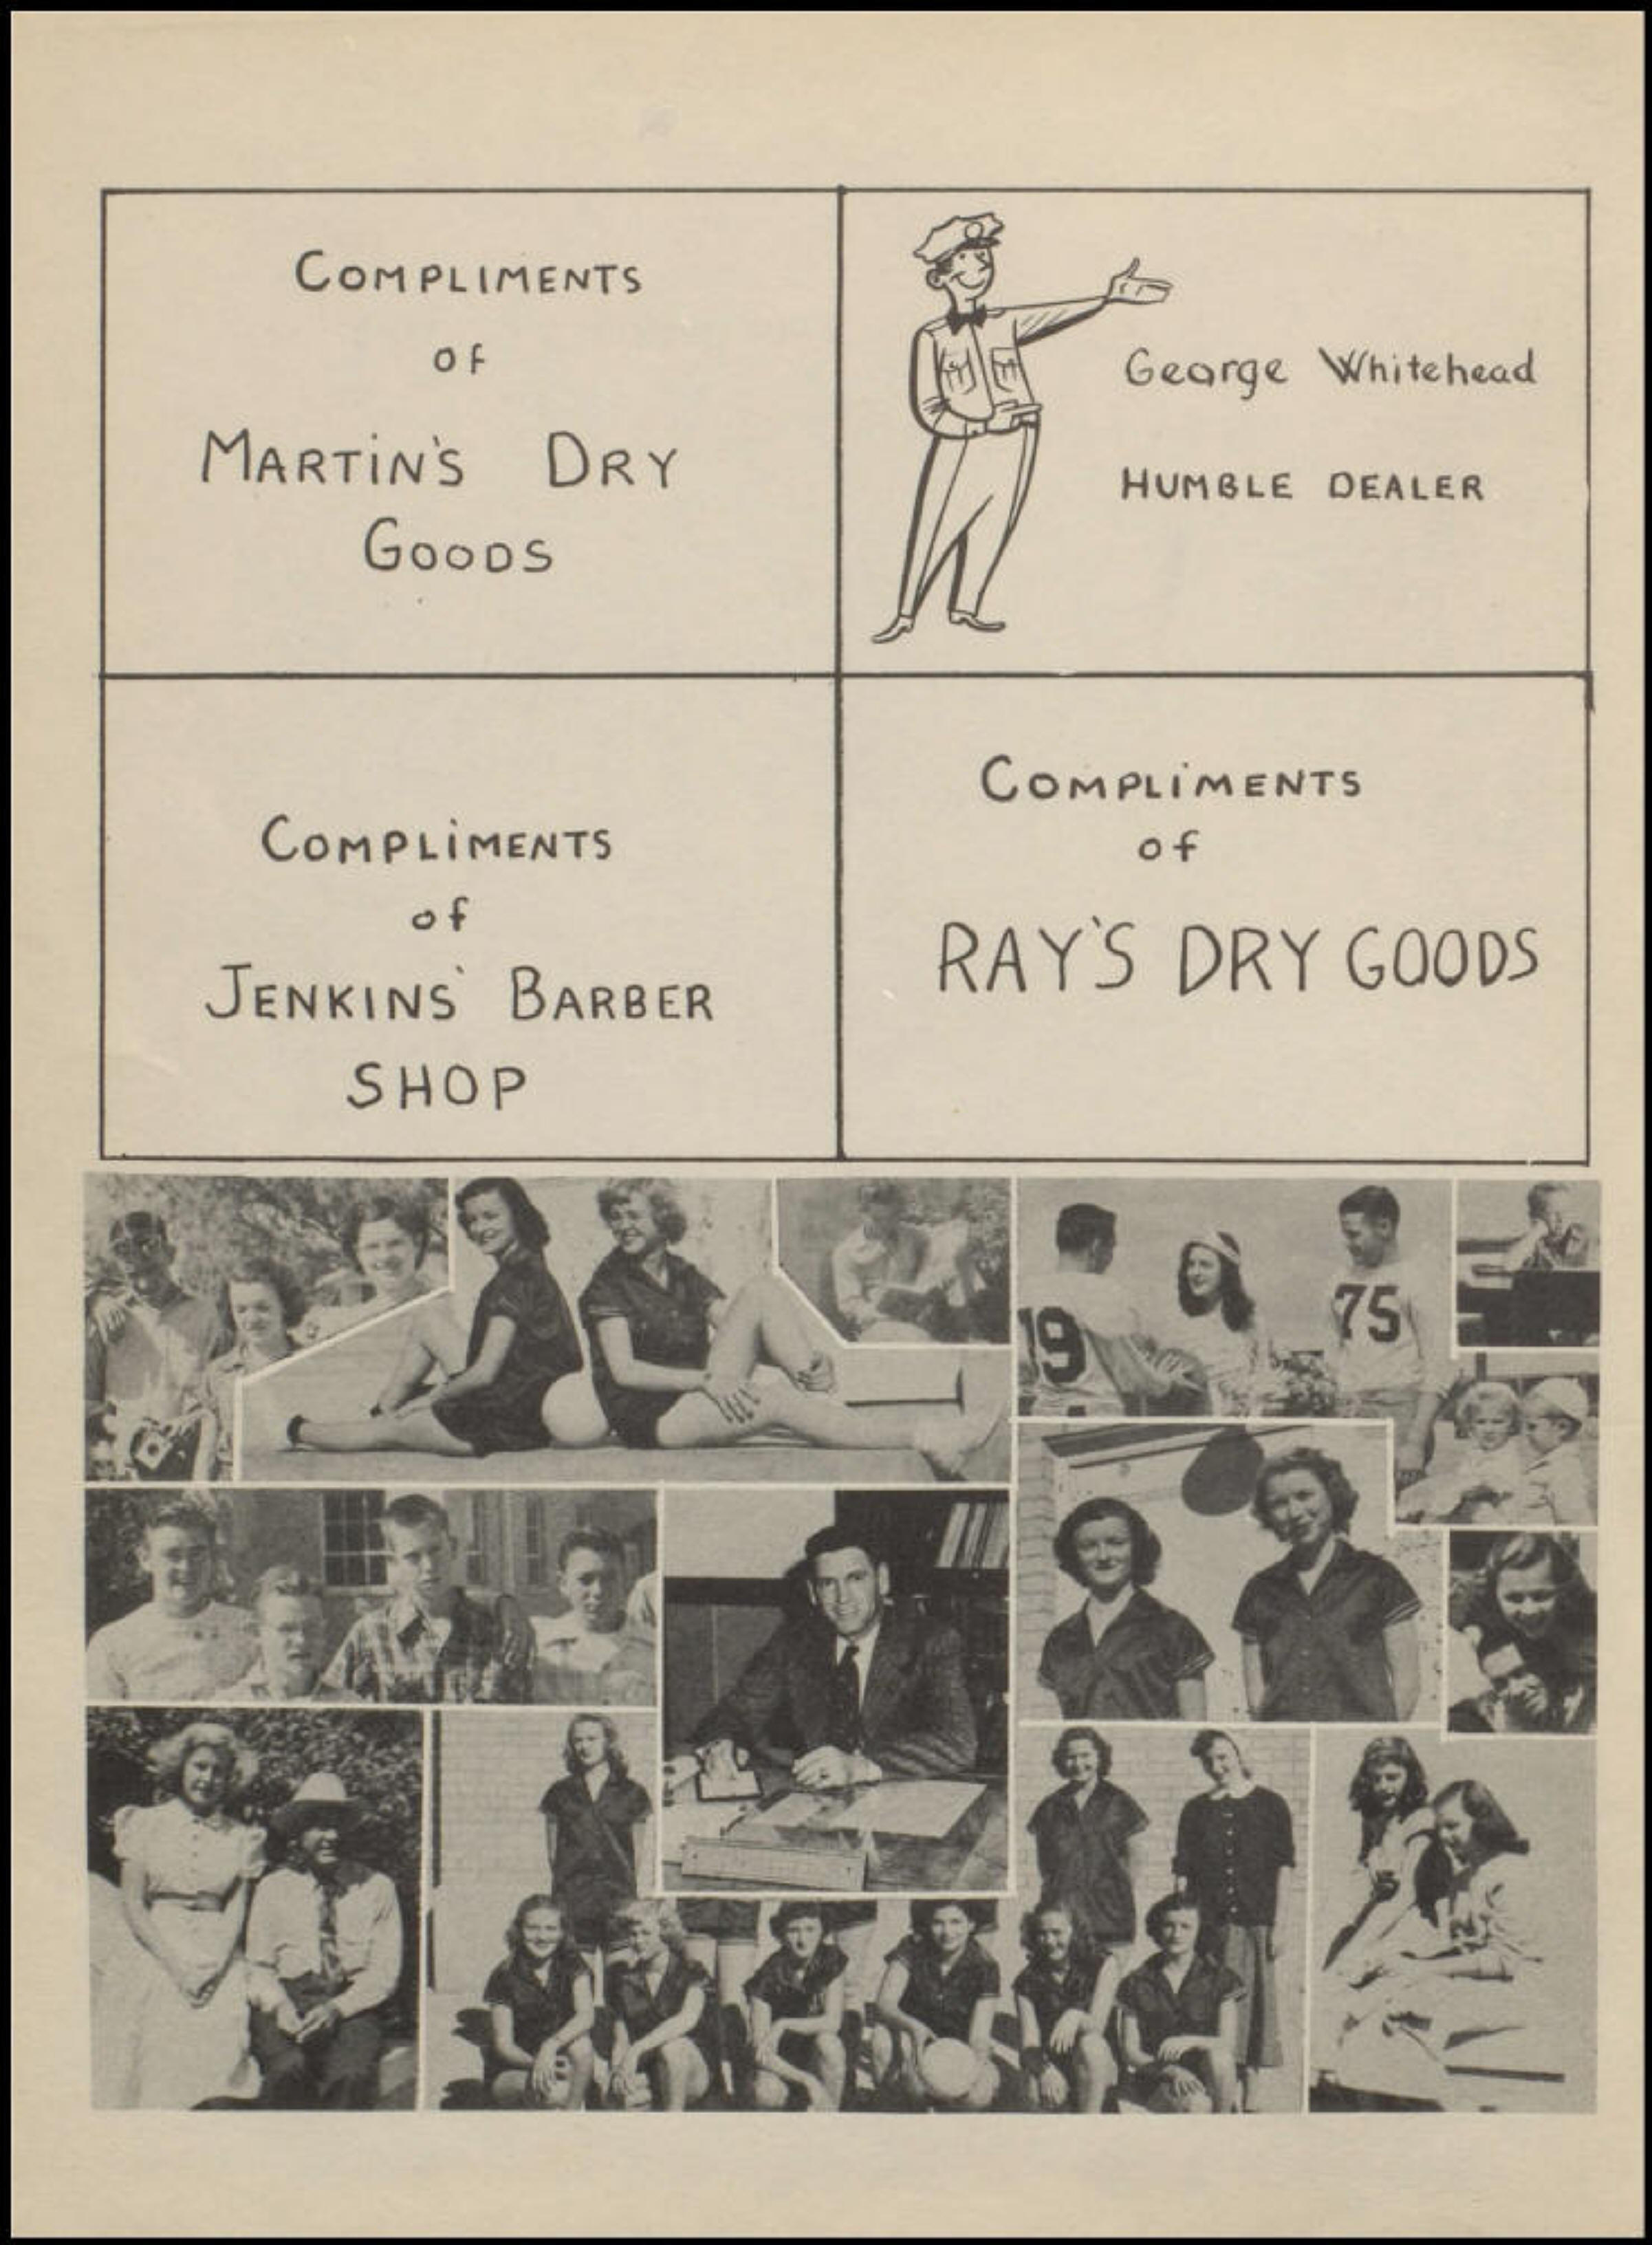 COMPLIMENTS
OF
MARTIN'S DRY
GOODS
George Whitehead
HUMBLE DEALER
COMPLIMENTS
of
JENKINS' BARBER
SHOP
COMPLIMENTS
of
RAY'S DRY GOODS
19
75